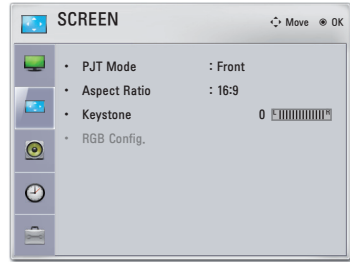 SCREEN
Move ◉ OK
• PJT Mode : Front
• Aspect Ratio : 16:9
• Keystone 0
• RGB Config.